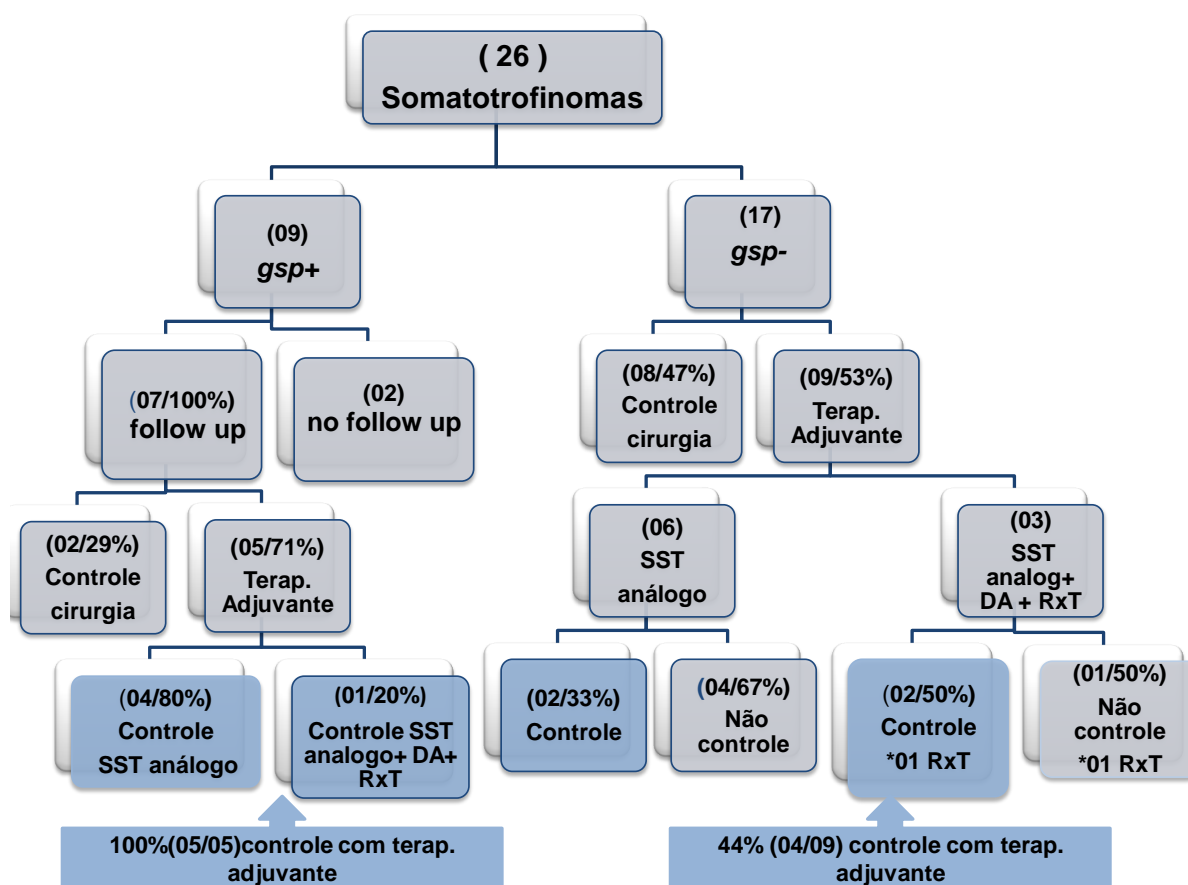 ( 26 )
Somatotrofinomas
(09)
gsp+
(17)
gsp-
(07/100%)
follow up
(02)
no follow up
(08/47%)
Controle
cirurgia
(09/53%)
Terap.
Adjuvante
(02/29%)
Controle
cirurgia
(05/71%)
Terap.
Adjuvante
(06)
SST
análogo
(03)
SST
analog+
DA + RxT
(04/80%)
Controle
SST análogo
(01/20%)
Controle SST
analogo+ DA+
RxT
(02/33%)
Controle
(04/67%)
Não
controle
(02/50%)
Controle
*01 RxT
(01/50%)
Não
controle
*01 RxT
100%(05/05)controle com terap.
adjuvante
44% (04/09) controle com terap.
adjuvante